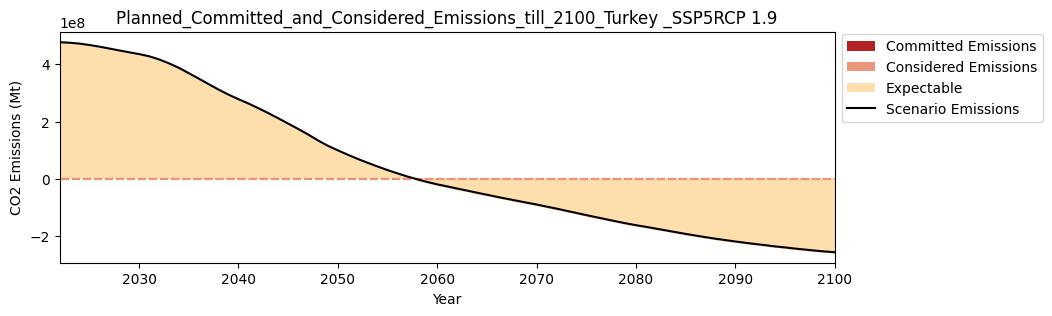 Planned_Committed_and_Considered_Emissions_till_2100_Turkey _SSP5RCP 1.9
1e8
CO2 Emissions (Mt)
4
2
0
−2
2030 2040 2050 2060 2070 2080 2090 2100
Year
Committed Emissions
Considered Emissions
Expectable
Scenario Emissions